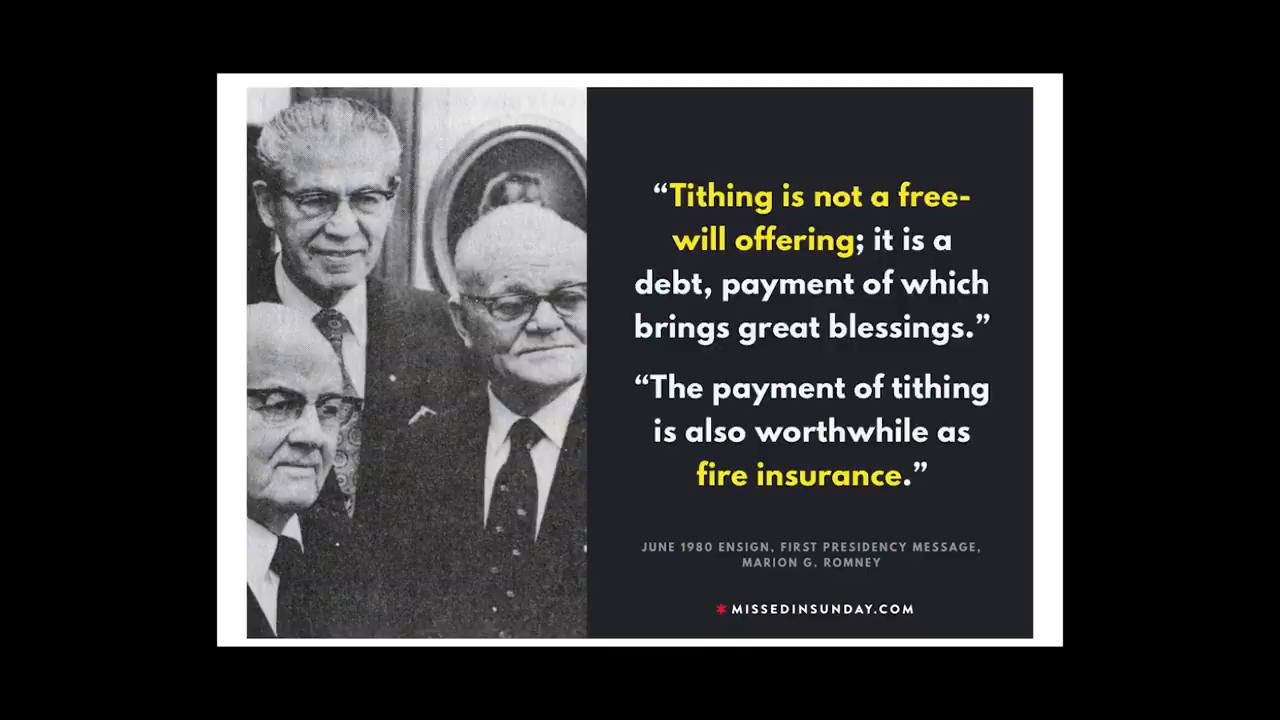 “Tithing is not a free-
will offering; it is a
debt, payment of which
brings great blessings.”
“The payment of tithing
is also worthwhile as
fire insurance.”
JUNE 1980 ENSIGN, FIRST PRESIDENCY MESSAGE,
MARION G. ROMNEY
* MISSEDINSUNDAY.COM